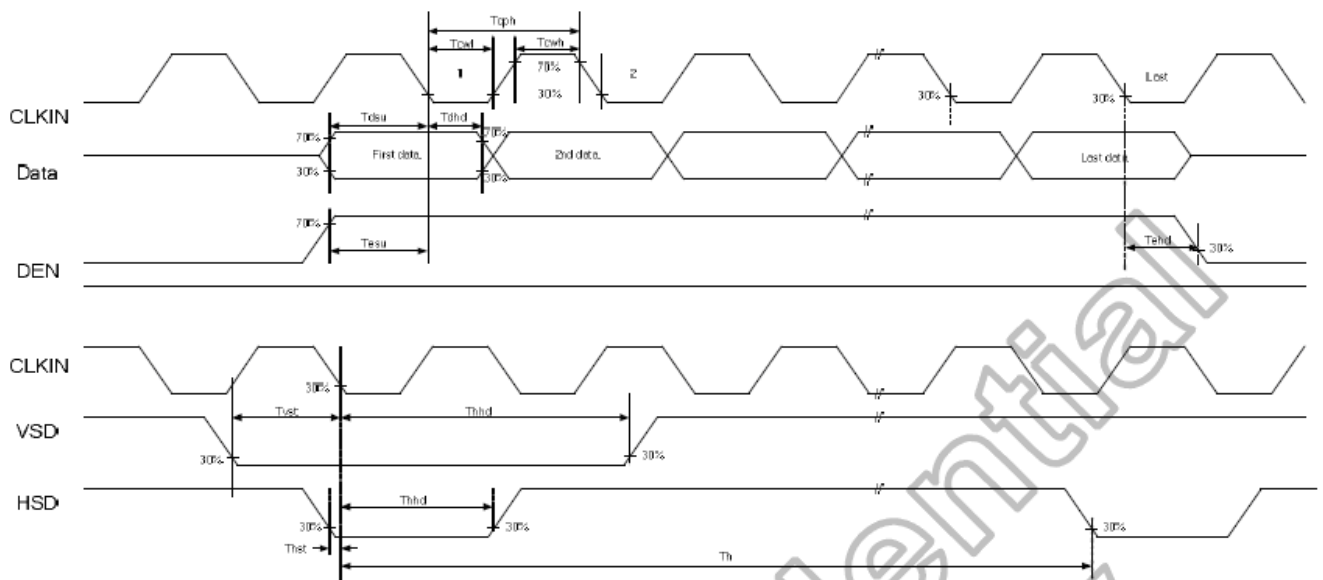 Tcph
Tcwl
Tcwh
1
70%
2
Last
30%
30%
30%
CLKIN
Tdsu
Tdhd
70%
70%
First data.
2nd data.
Last data.
Data
30%
30%
70%
Tesu
Tehd
30%
DEN
CLKIN
30%
Tvst
Thhd
VSD
30%
30%
HSD
Thhd
30%
30%
30%
Thst
Th
dential